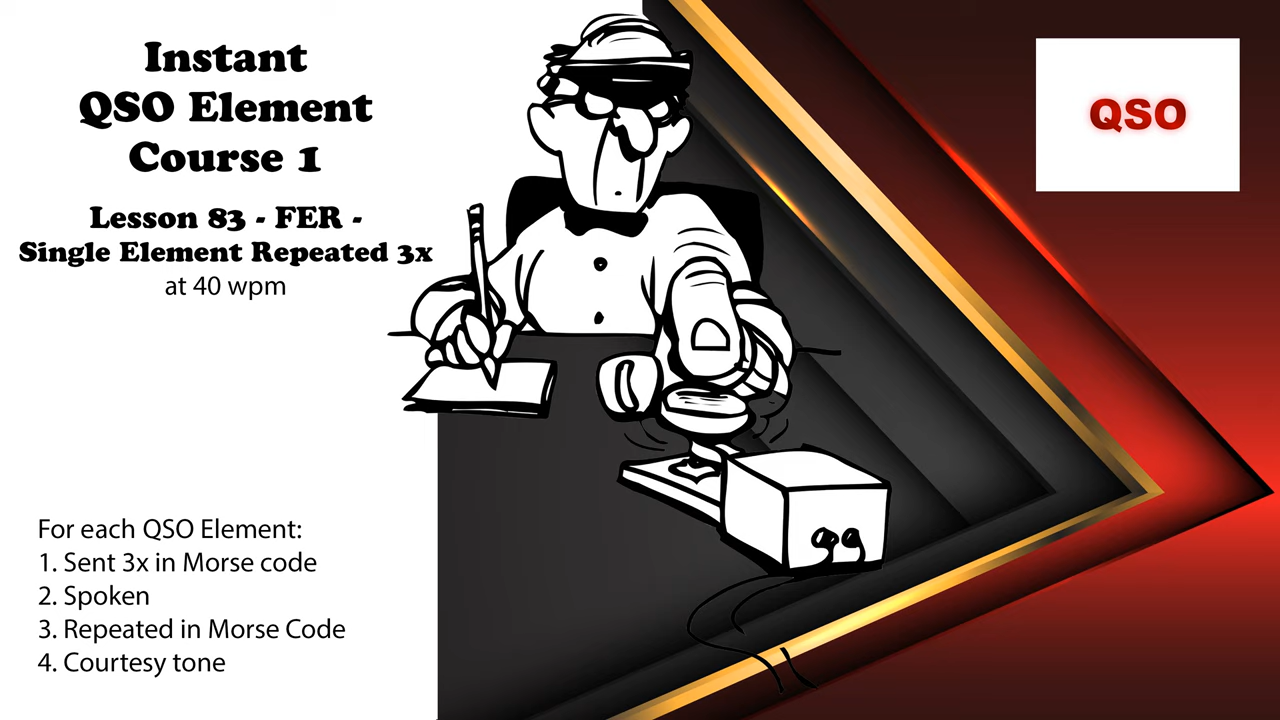 Instant
QSO Element
Course 1
Lesson 83 - FER -
Single Element Repeated 3x
at 40 wpm
QSO
For each QSO Element:
1. Sent 3x in Morse code
2. Spoken
3. Repeated in Morse Code
4. Courtesy tone